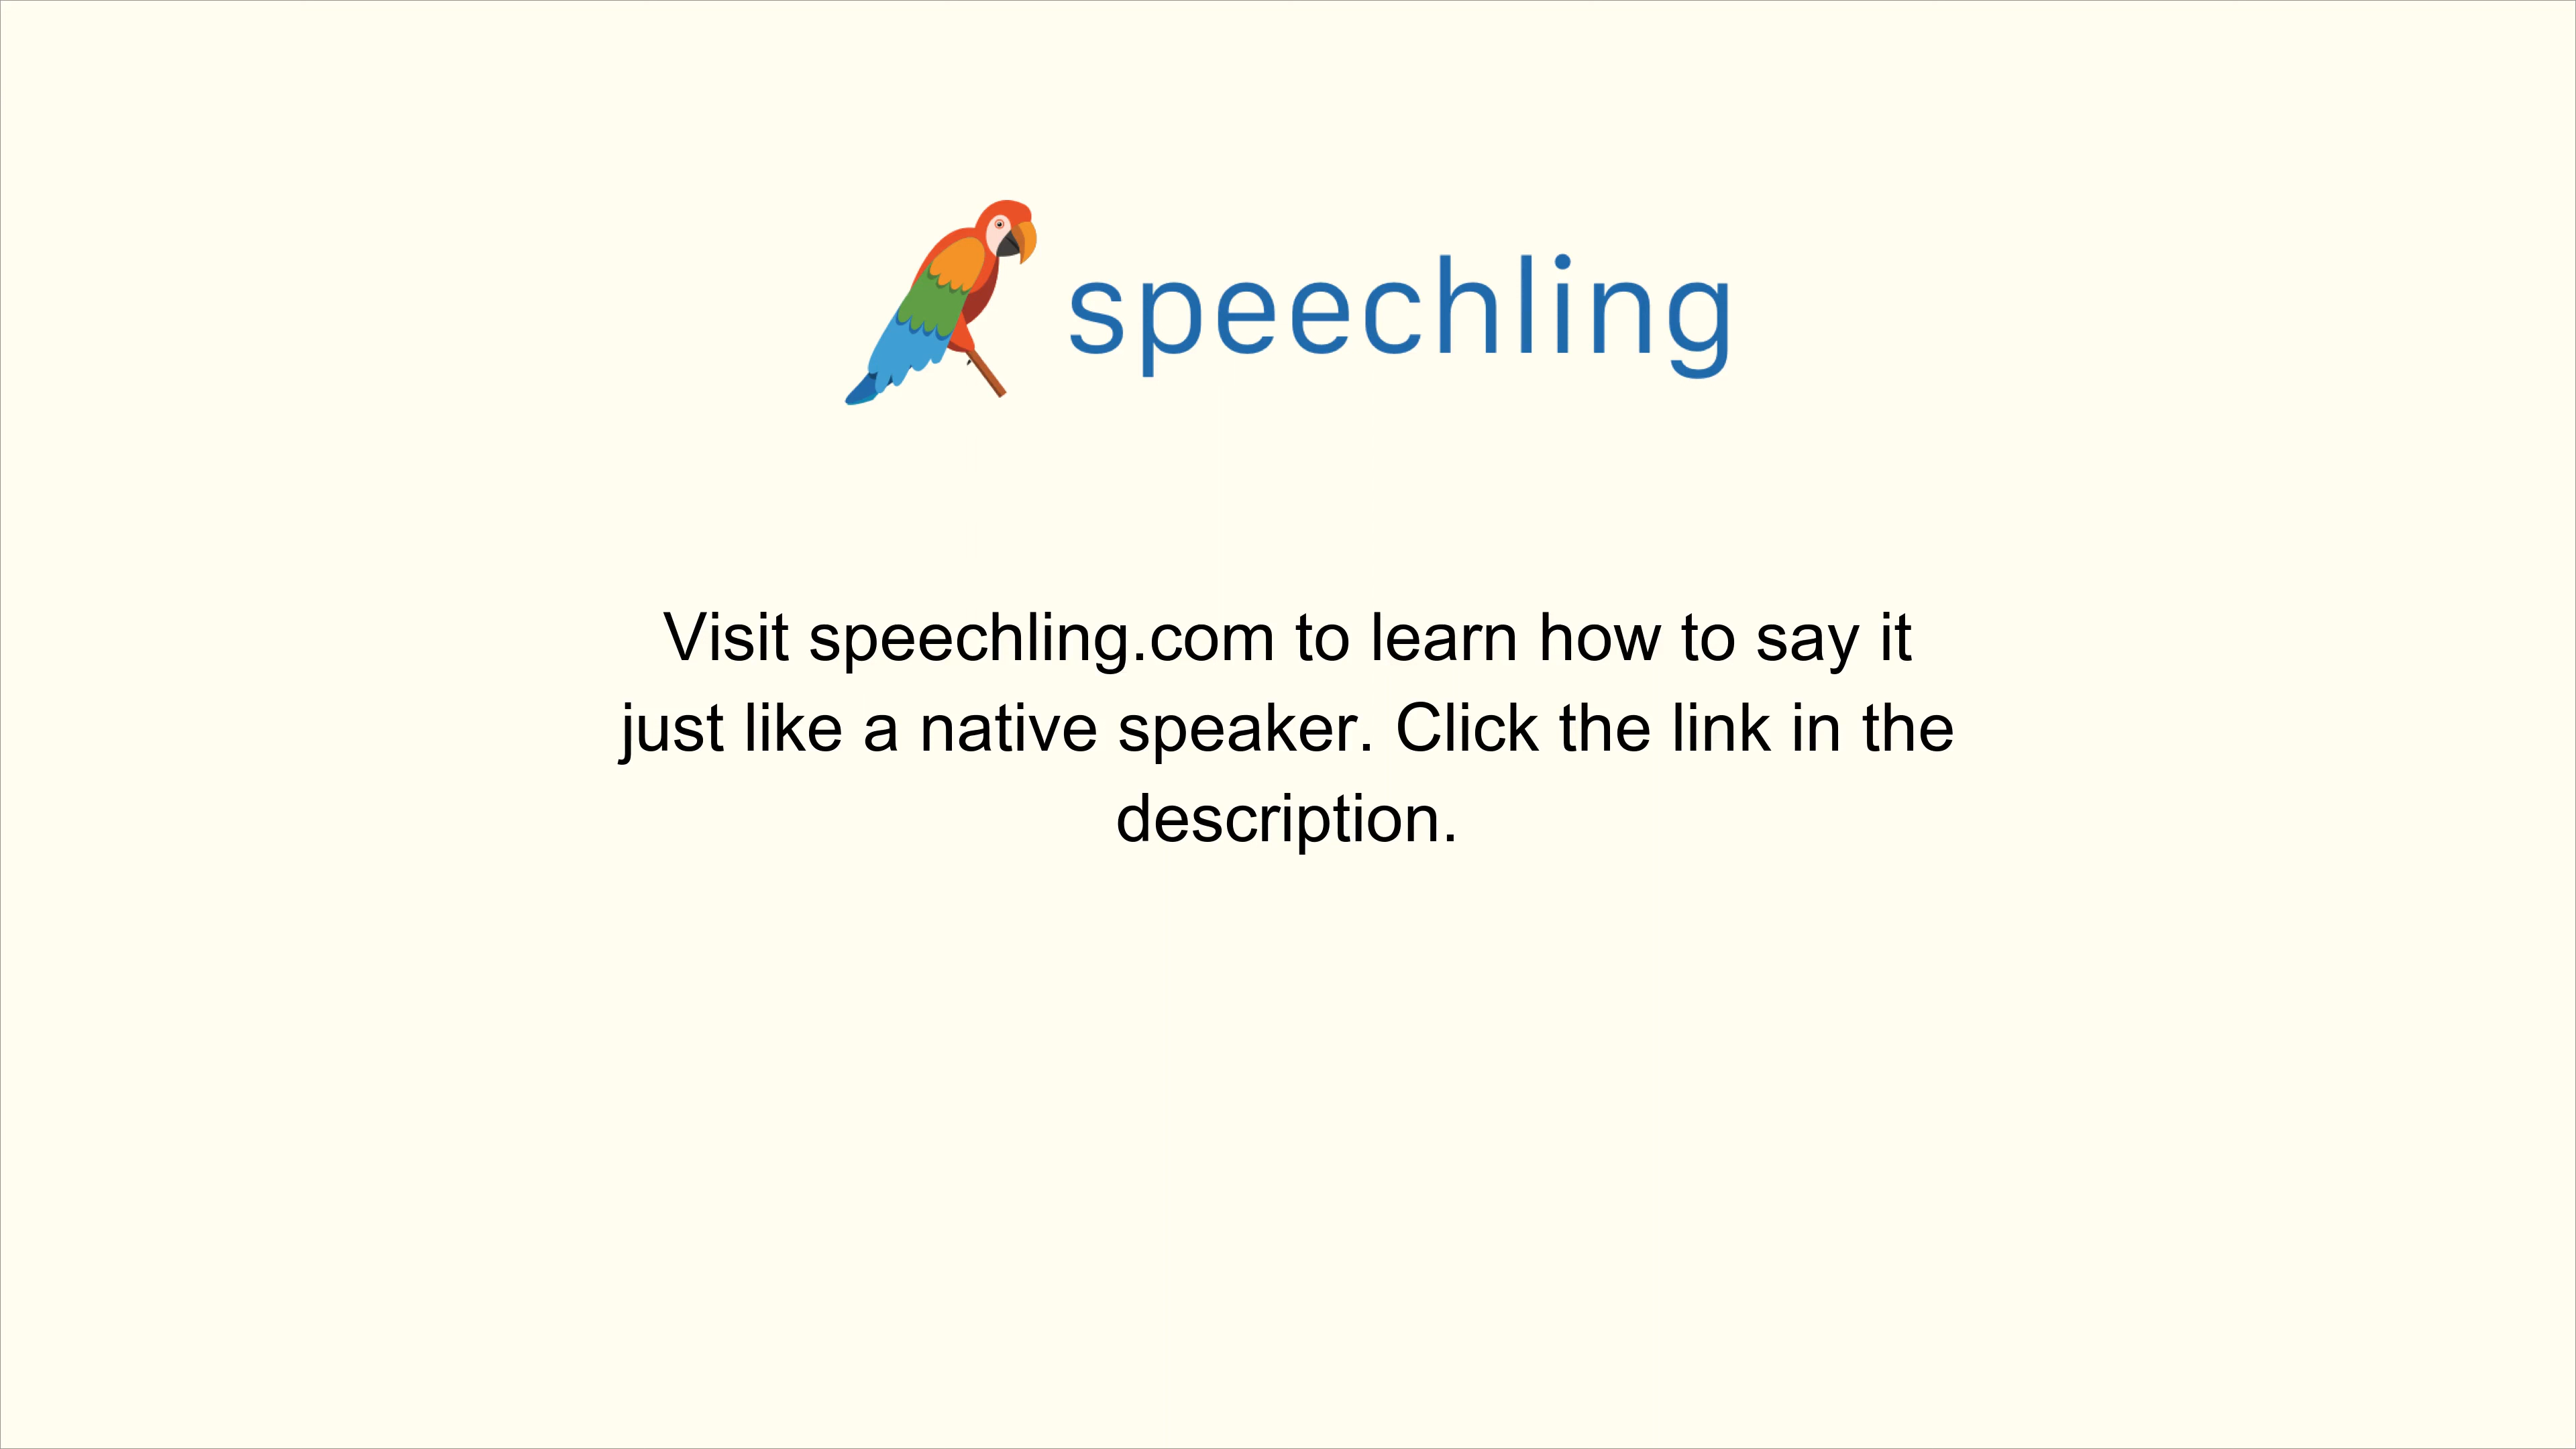 speechling
Visit speechling.com to learn how to say it
just like a native speaker. Click the link in the
description.